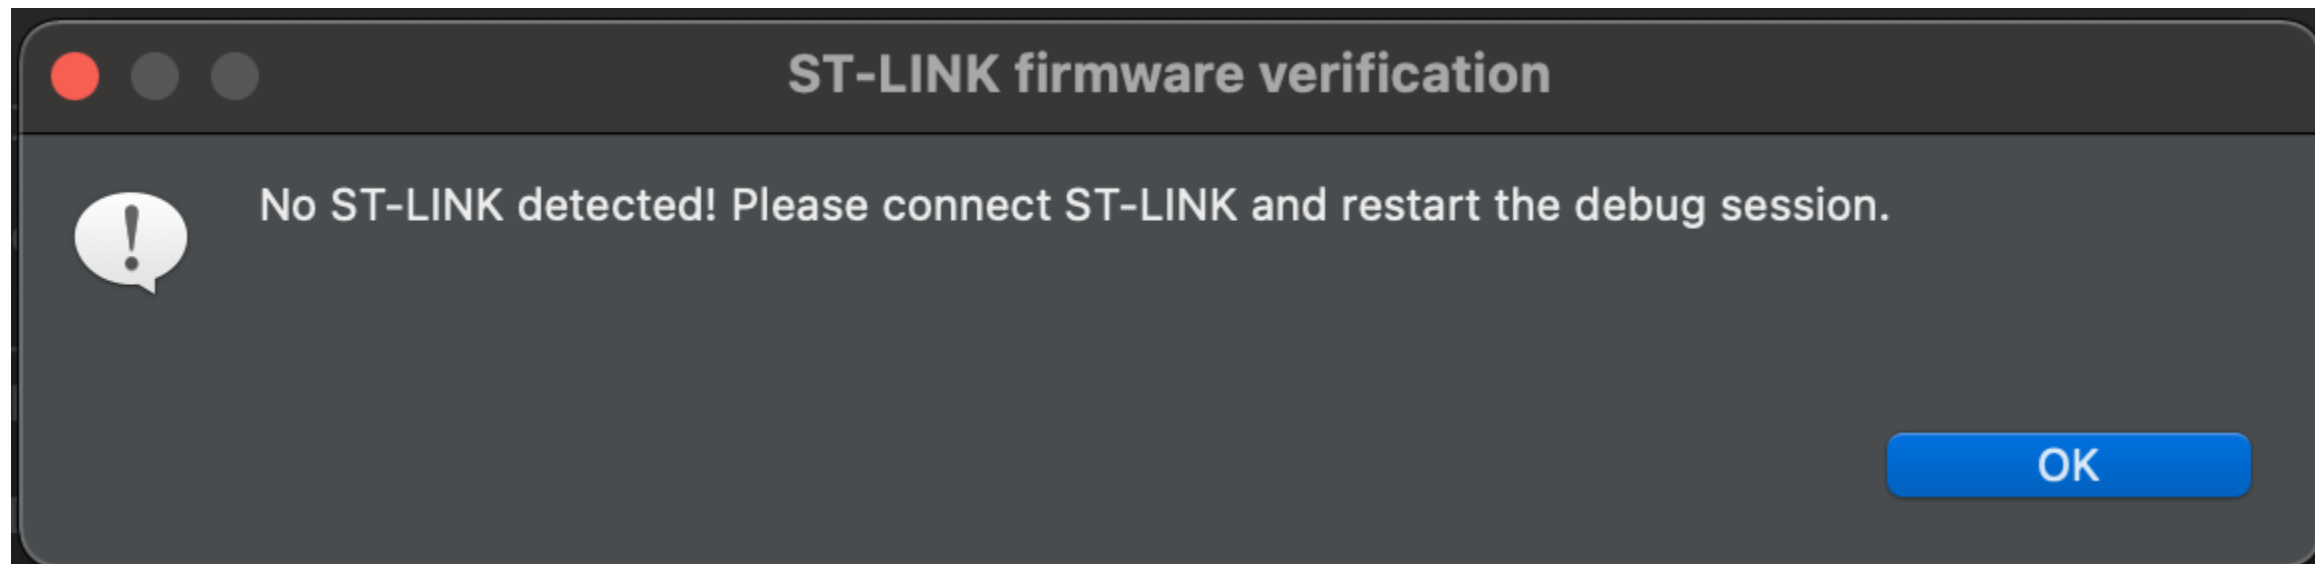 ST-LINK firmware verification
No ST-LINK detected! Please connect ST-LINK and restart the debug session.
OK